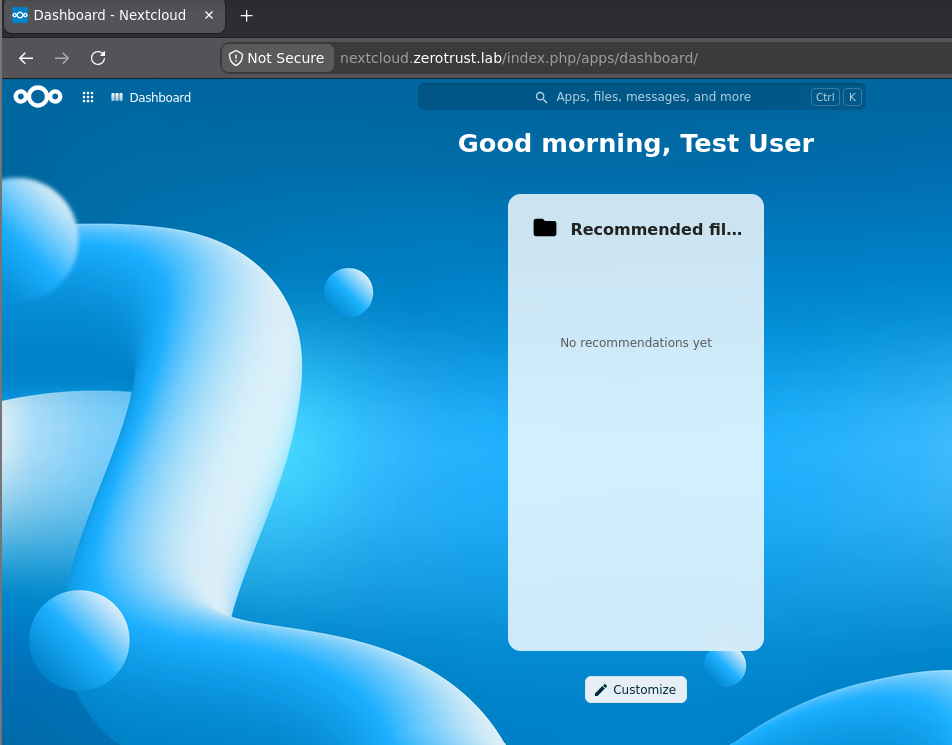 Dashboard - Nextcloud
Not Secure nextcloud.zerotrust.lab/index.php/apps/dashboard/
Dashboard
Apps, files, messages, and more Ctrl K
Good morning, Test User
Recommended fil...
No recommendations yet
Customize